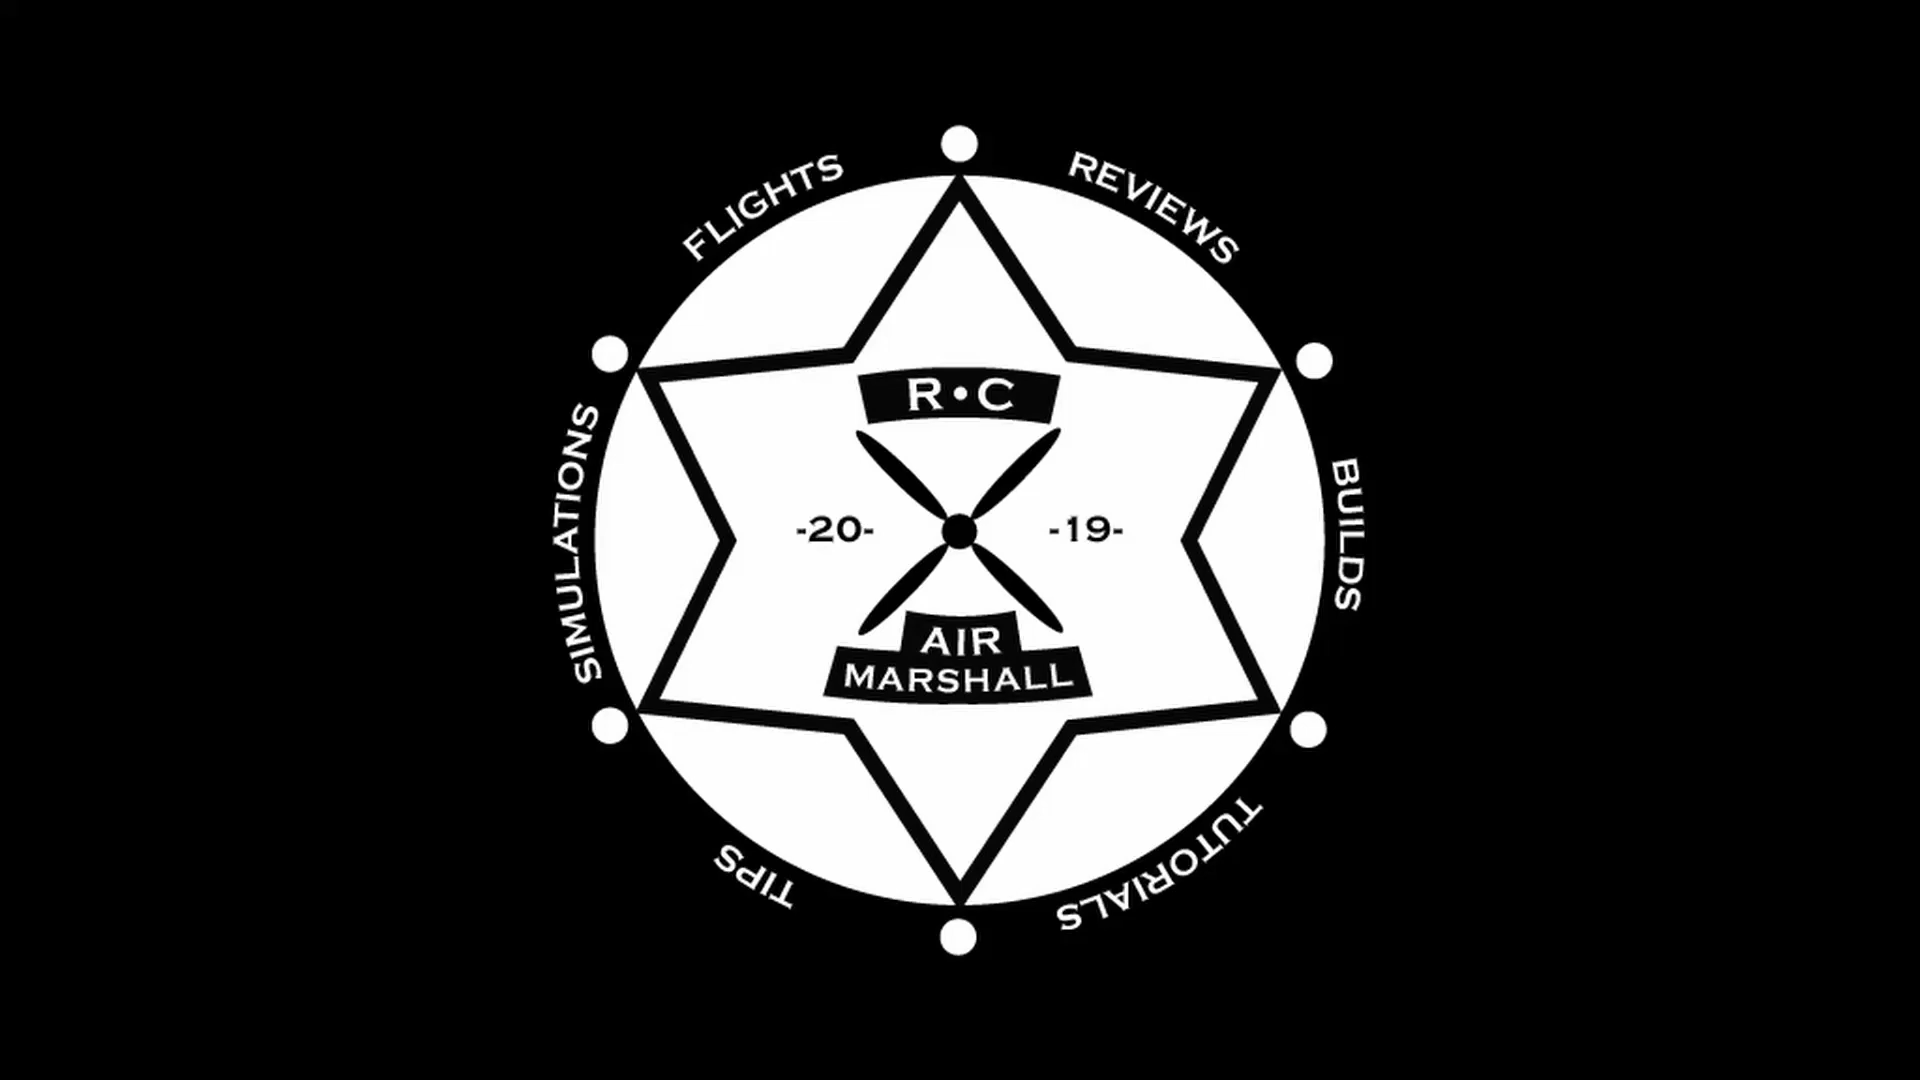 FLIGHTS
REVIEWS
BUILDS
TUTORIALS
TIPS
SIMULATIONS
R•C
-20- -19-
AIR
MARSHALL